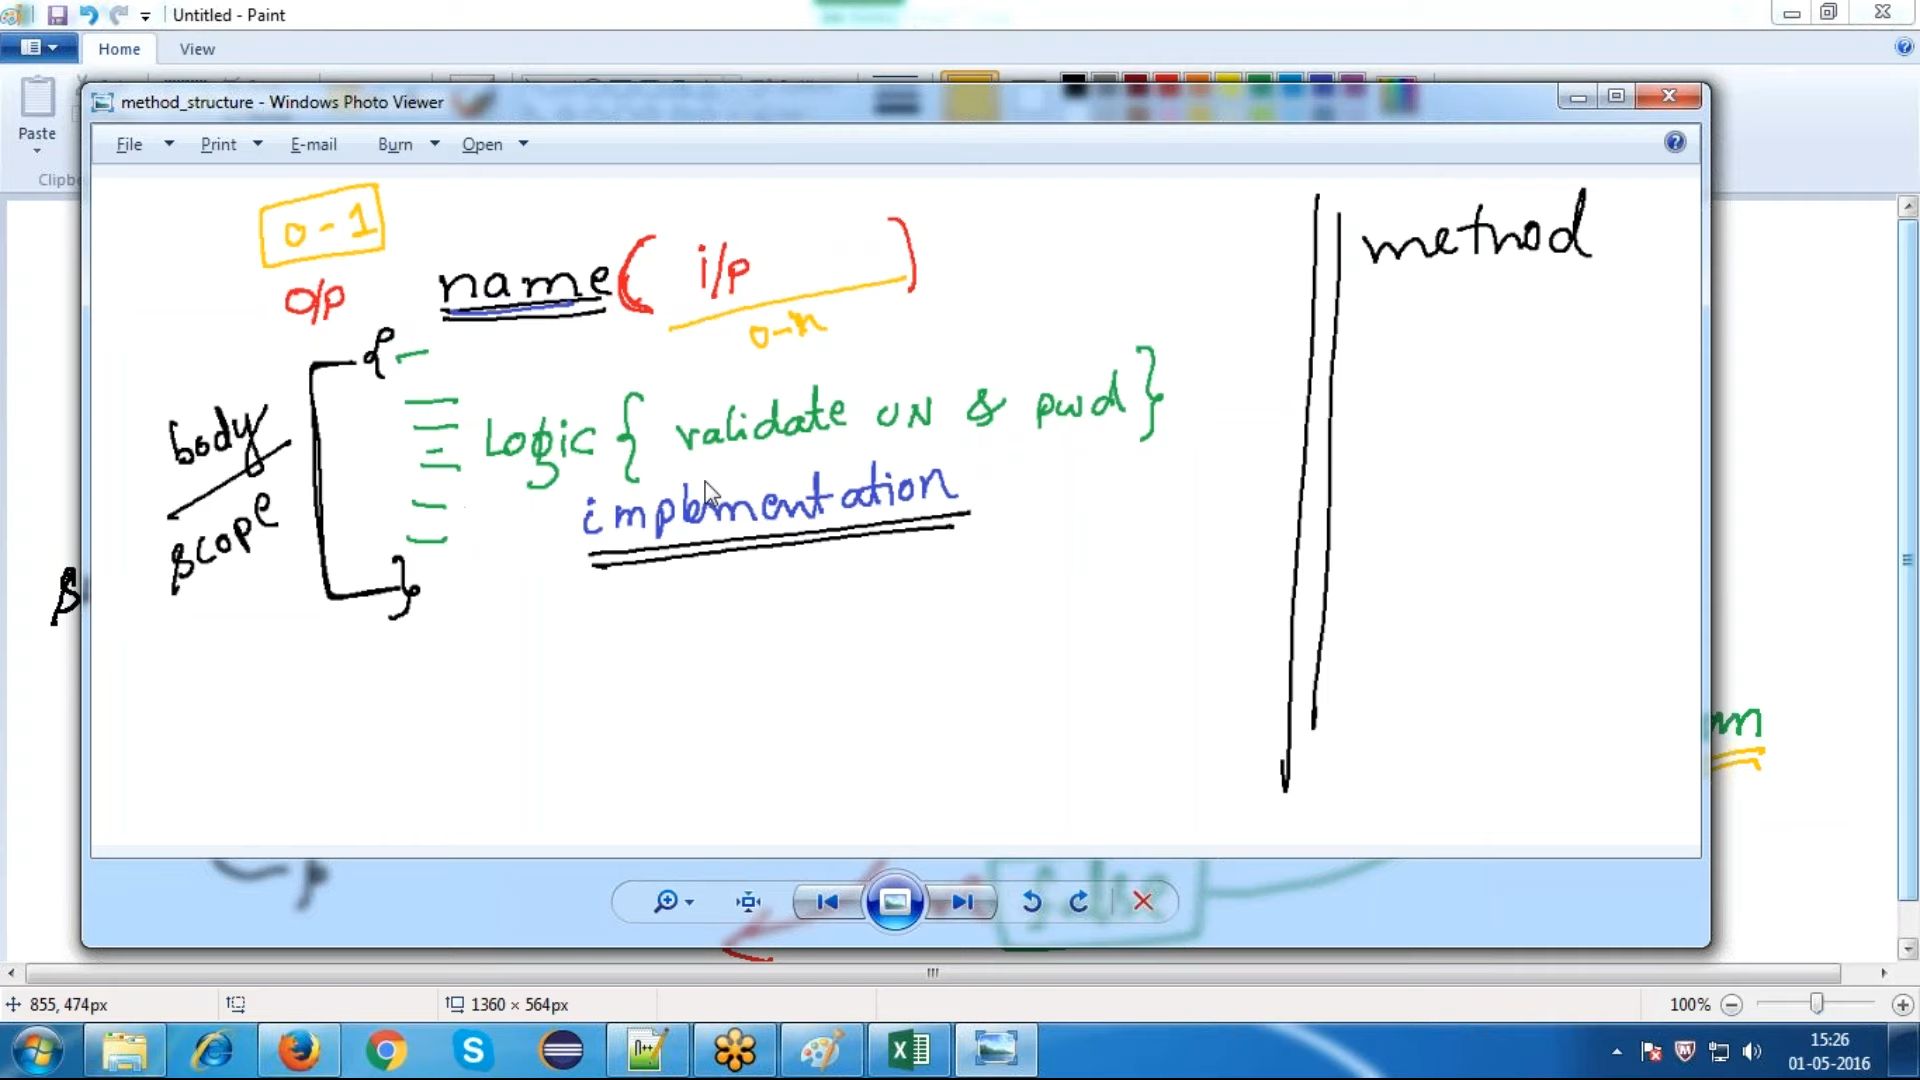 Untitled - Paint
Home View
method_structure - Windows Photo Viewer
Paste
File Print E-mail Burn Open
0 - 1
method
o/p name ( i/p )
0-n
{
body
scope
Logic { validate UN & pwd }
implementation
}
855, 474px 1360 × 564px 100%
15:26
01-05-2016